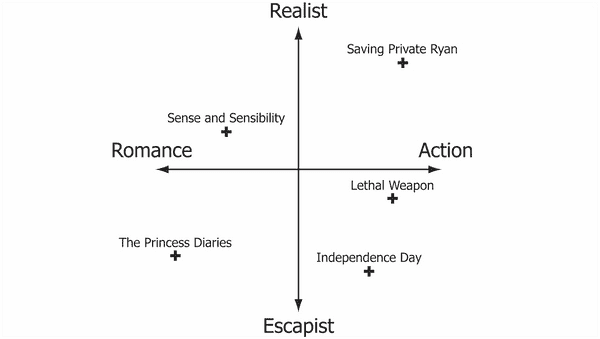 Realist
Saving Private Ryan
Sense and Sensibility
Romance
Action
Lethal Weapon
The Princess Diaries
Independence Day
Escapist